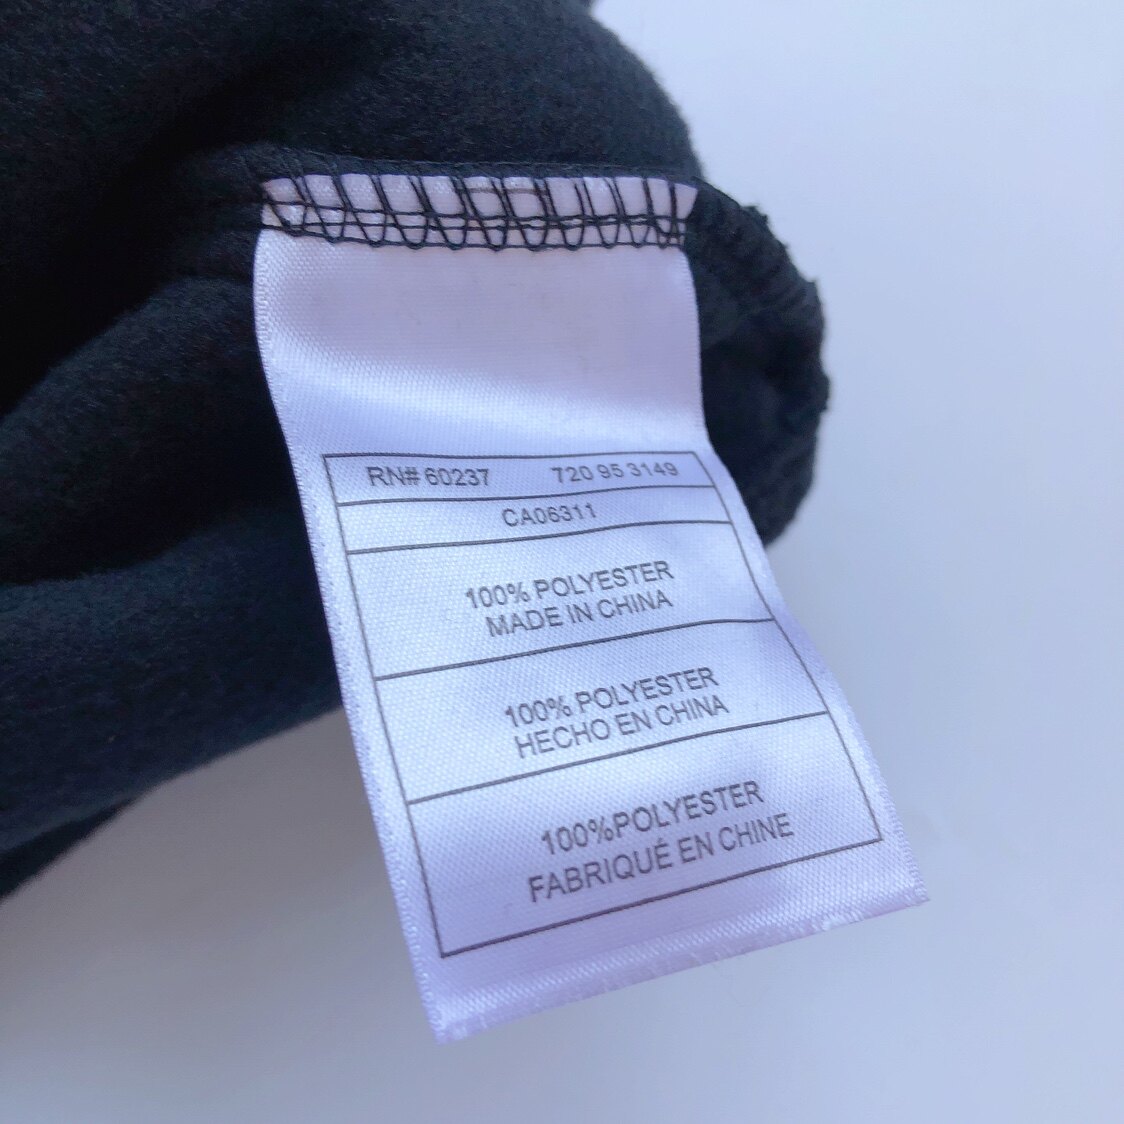 RN# 60237 720 95 3149
CA06311
100% POLYESTER
MADE IN CHINA
100% POLYESTER
HECHO EN CHINA
100%POLYESTER
FABRIQUÉ EN CHINE